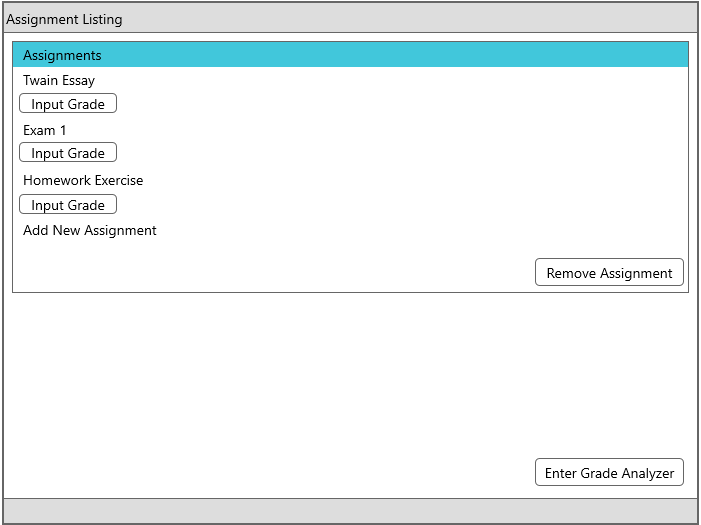 Assignment Listing
Assignments
Twain Essay
Input Grade
Exam 1
Input Grade
Homework Exercise
Input Grade
Add New Assignment
Remove Assignment
Enter Grade Analyzer